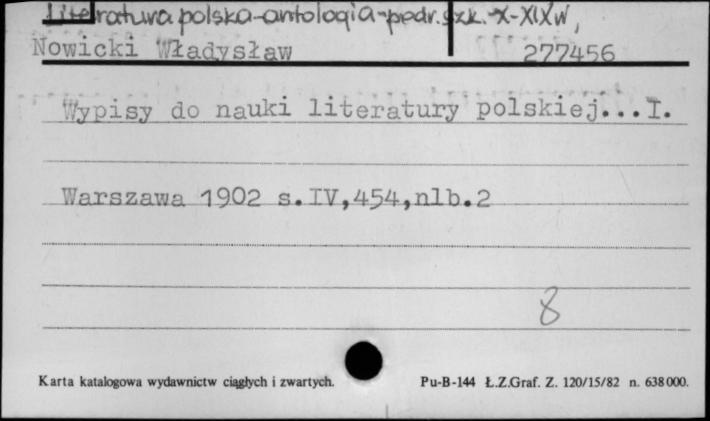 Literatura polska-antologia-podr.szk.-X-XIXw,
Nowicki Władysław 277456
Wypisy do nauki literatury polskiej...I.
Warszawa 1902 s.IV,454,nlb.2
8
Karta katalogowa wydawnictw ciągłych i zwartych. Pu-B-144 Ł.Z.Graf. Z. 120/15/82 n. 638000.